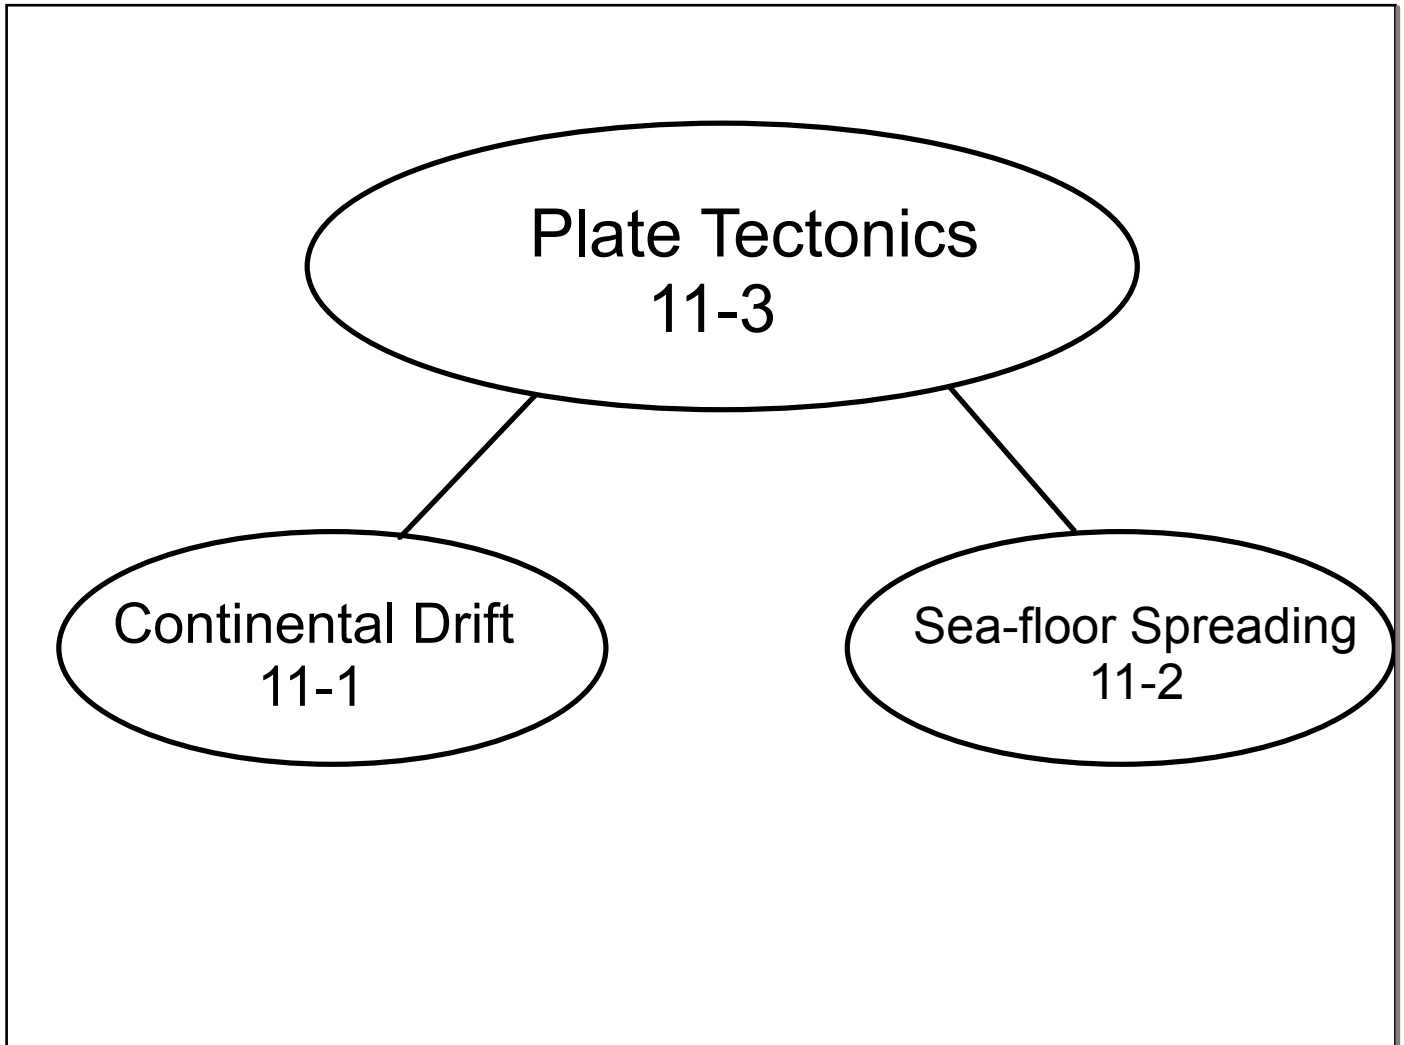 Plate Tectonics
11-3
Continental Drift
11-1
Sea-floor Spreading
11-2